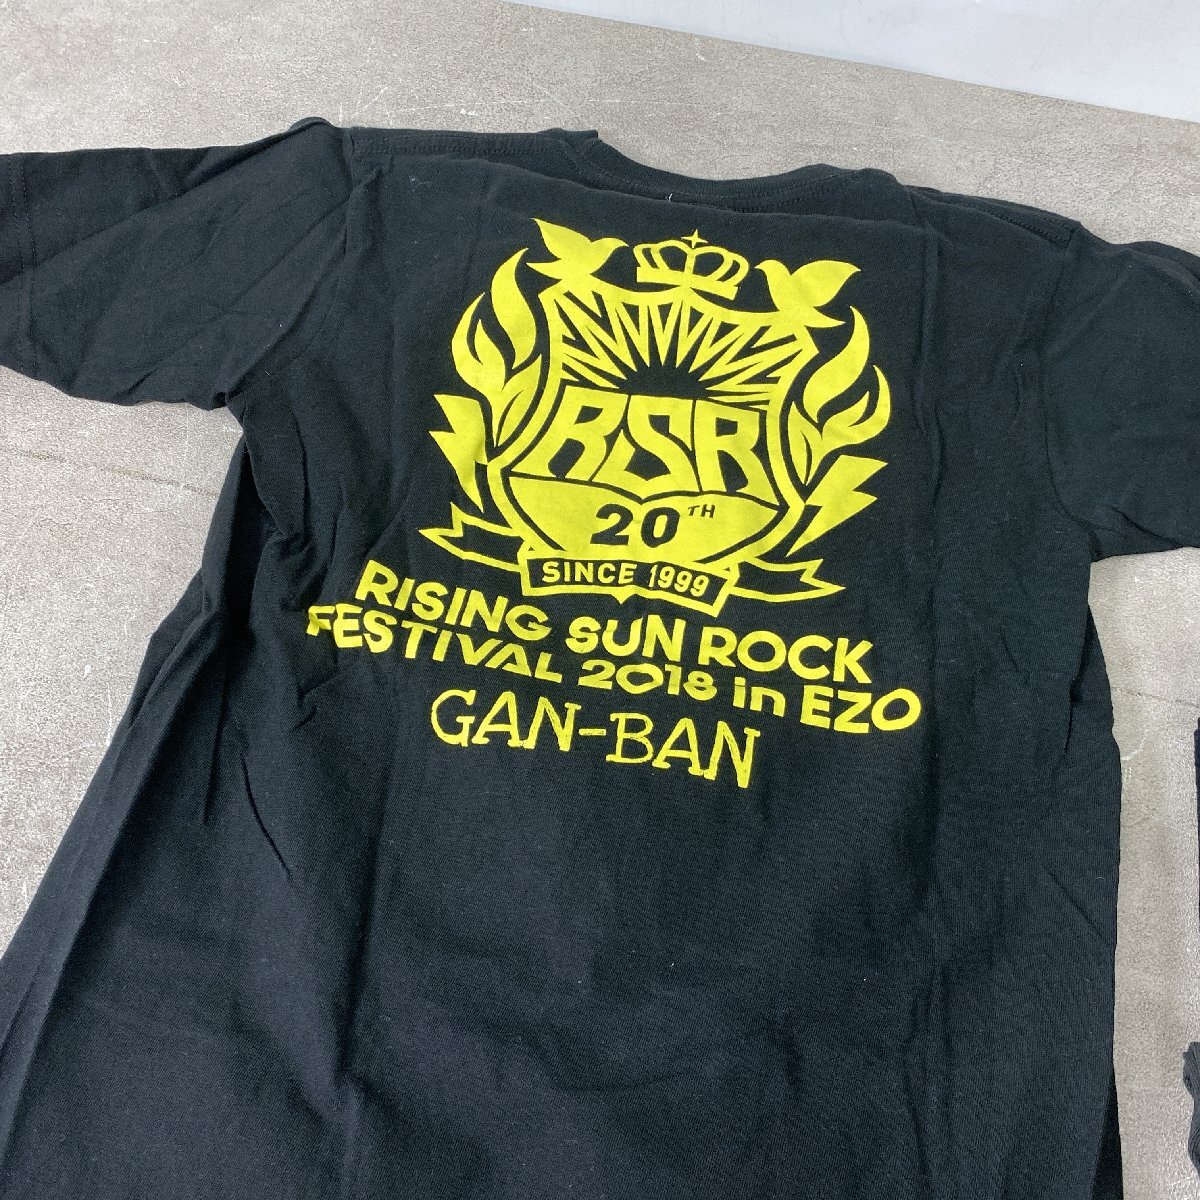 RSR
20TH
SINCE 1999
RISING SUN ROCK
FESTIVAL 2018 in EZO
GAN-BAN